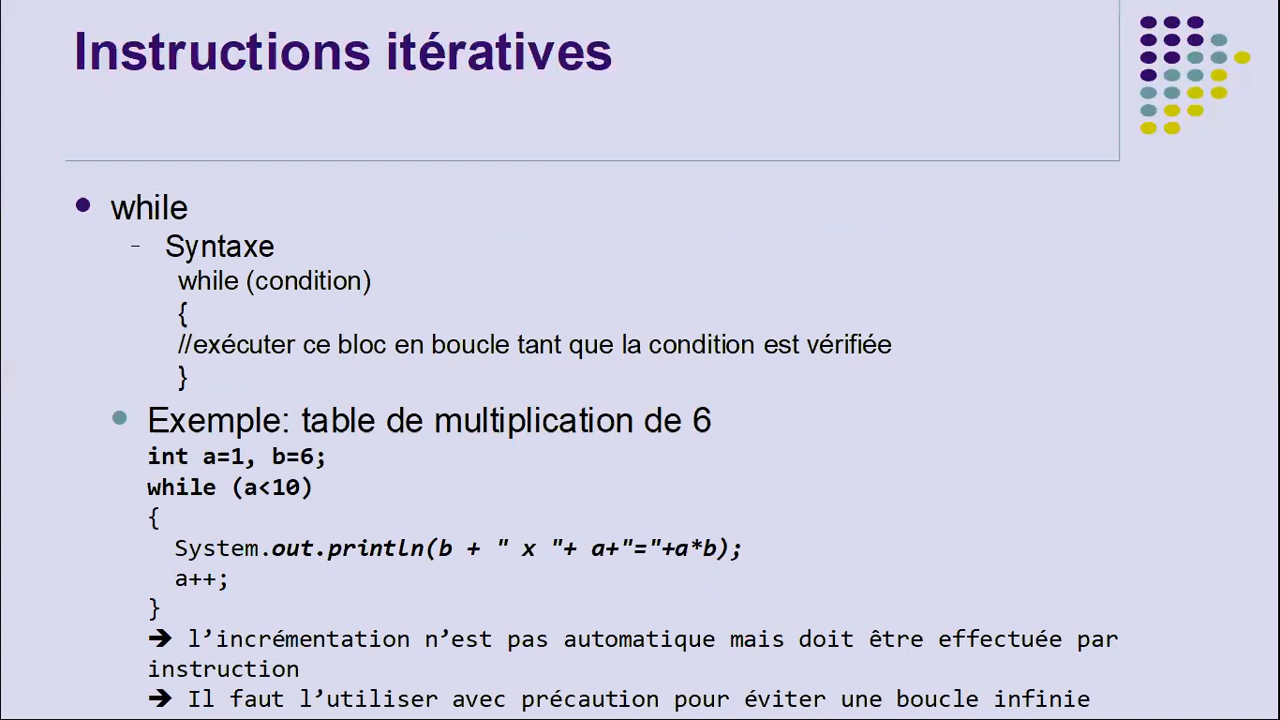 Instructions itératives
while
Syntaxe
while (condition)
{
//exécuter ce bloc en boucle tant que la condition est vérifiée
}
Exemple: table de multiplication de 6
int a=1, b=6;
while (a<10)
{
System.out.println(b + " x "+ a+"="+a*b);
a++;
}
➔ l’incrémentation n’est pas automatique mais doit être effectuée par
instruction
➔ Il faut l’utiliser avec précaution pour éviter une boucle infinie